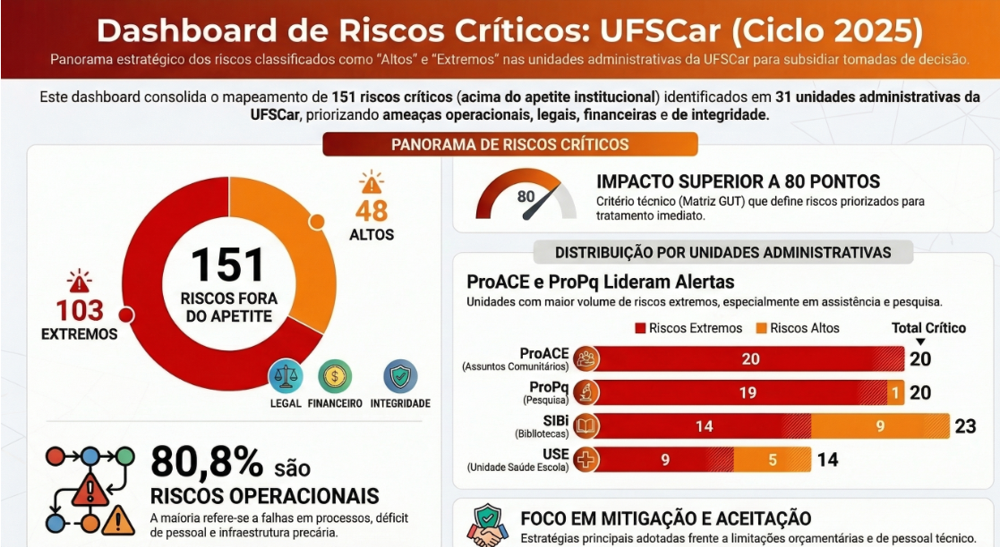 Dashboard de Riscos Críticos: UFSCar (Ciclo 2025)
Panorama estratégico dos riscos classificados como "Altos" e "Extremos" nas unidades administrativas da UFSCar para subsidiar tomadas de decisão.
Este dashboard consolida o mapeamento de 151 riscos críticos (acima do apetite institucional) identificados em 31 unidades administrativas da
UFSCar, priorizando ameaças operacionais, legais, financeiras e de integridade.
PANORAMA DE RISCOS CRÍTICOS
48
ALTOS
151
RISCOS FORA
DO APETITE
103
EXTREMOS
LEGAL FINANCEIRO INTEGRIDADE
80,8% são
RISCOS OPERACIONAIS
A maioria refere-se a falhas em processos, déficit
de pessoal e infraestrutura precária.
80
IMPACTO SUPERIOR A 80 PONTOS
Critério técnico (Matriz GUT) que define riscos priorizados para
tratamento imediato.
DISTRIBUIÇÃO POR UNIDADES ADMINISTRATIVAS
ProACE e ProPq Lideram Alertas
Unidades com maior volume de riscos extremos, especialmente em assistência e pesquisa.
Riscos Extremos Riscos Altos Total Crítico
ProACE 20 20
(Assuntos Comunitários)
ProPq 19 1 20
(Pesquisa)
SIBi 14 9 23
(Bibliotecas)
USE 9 5 14
(Unidade Saúde Escola)
FOCO EM MITIGAÇÃO E ACEITAÇÃO
Estratégias principais adotadas frente a limitações orçamentárias e de pessoal técnico.